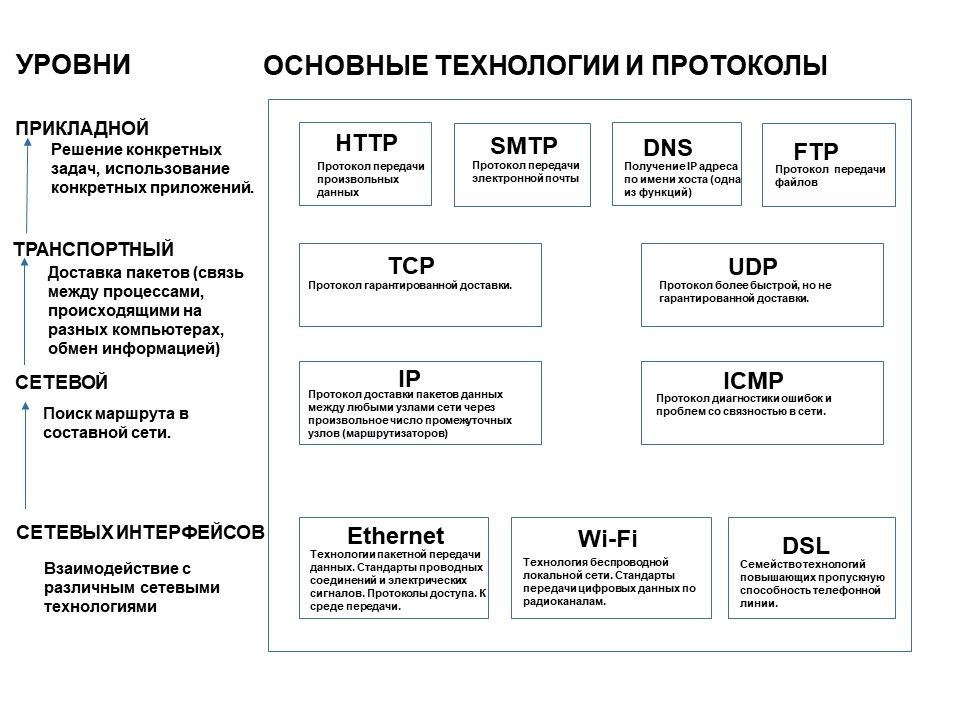 УРОВНИ
ОСНОВНЫЕ ТЕХНОЛОГИИ И ПРОТОКОЛЫ
ПРИКЛАДНОЙ
Решение конкретных
задач, использование
конкретных приложений.
HTTP
Протокол передачи
произвольных
данных
SMTP
Протокол передачи
электронной почты
DNS
Получение IP адреса
по имени хоста (одна
из функций)
FTP
Протокол передачи
файлов
ТРАНСПОРТНЫЙ
Доставка пакетов (связь
между процессами,
происходящими на
разных компьютерах,
обмен информацией)
TCP
Протокол гарантированной доставки.
UDP
Протокол более быстрой, но не
гарантированной доставки.
СЕТЕВОЙ
Поиск маршрута в
составной сети.
IP
Протокол доставки пакетов данных
между любыми узлами сети через
произвольное число промежуточных
узлов (маршрутизаторов)
ICMP
Протокол диагностики ошибок и
проблем со связностью в сети.
СЕТЕВЫХ ИНТЕРФЕЙСОВ
Взаимодействие с
различным сетевыми
технологиями
Ethernet
Технологии пакетной передачи
данных. Стандарты проводных
соединений и электрических
сигналов. Протоколы доступа. К
среде передачи.
Wi-Fi
Технология беспроводной
локальной сети. Стандарты
передачи цифровых данных по
радиоканалам.
DSL
Семейство технологий
повышающих пропускную
способность телефонной
линии.